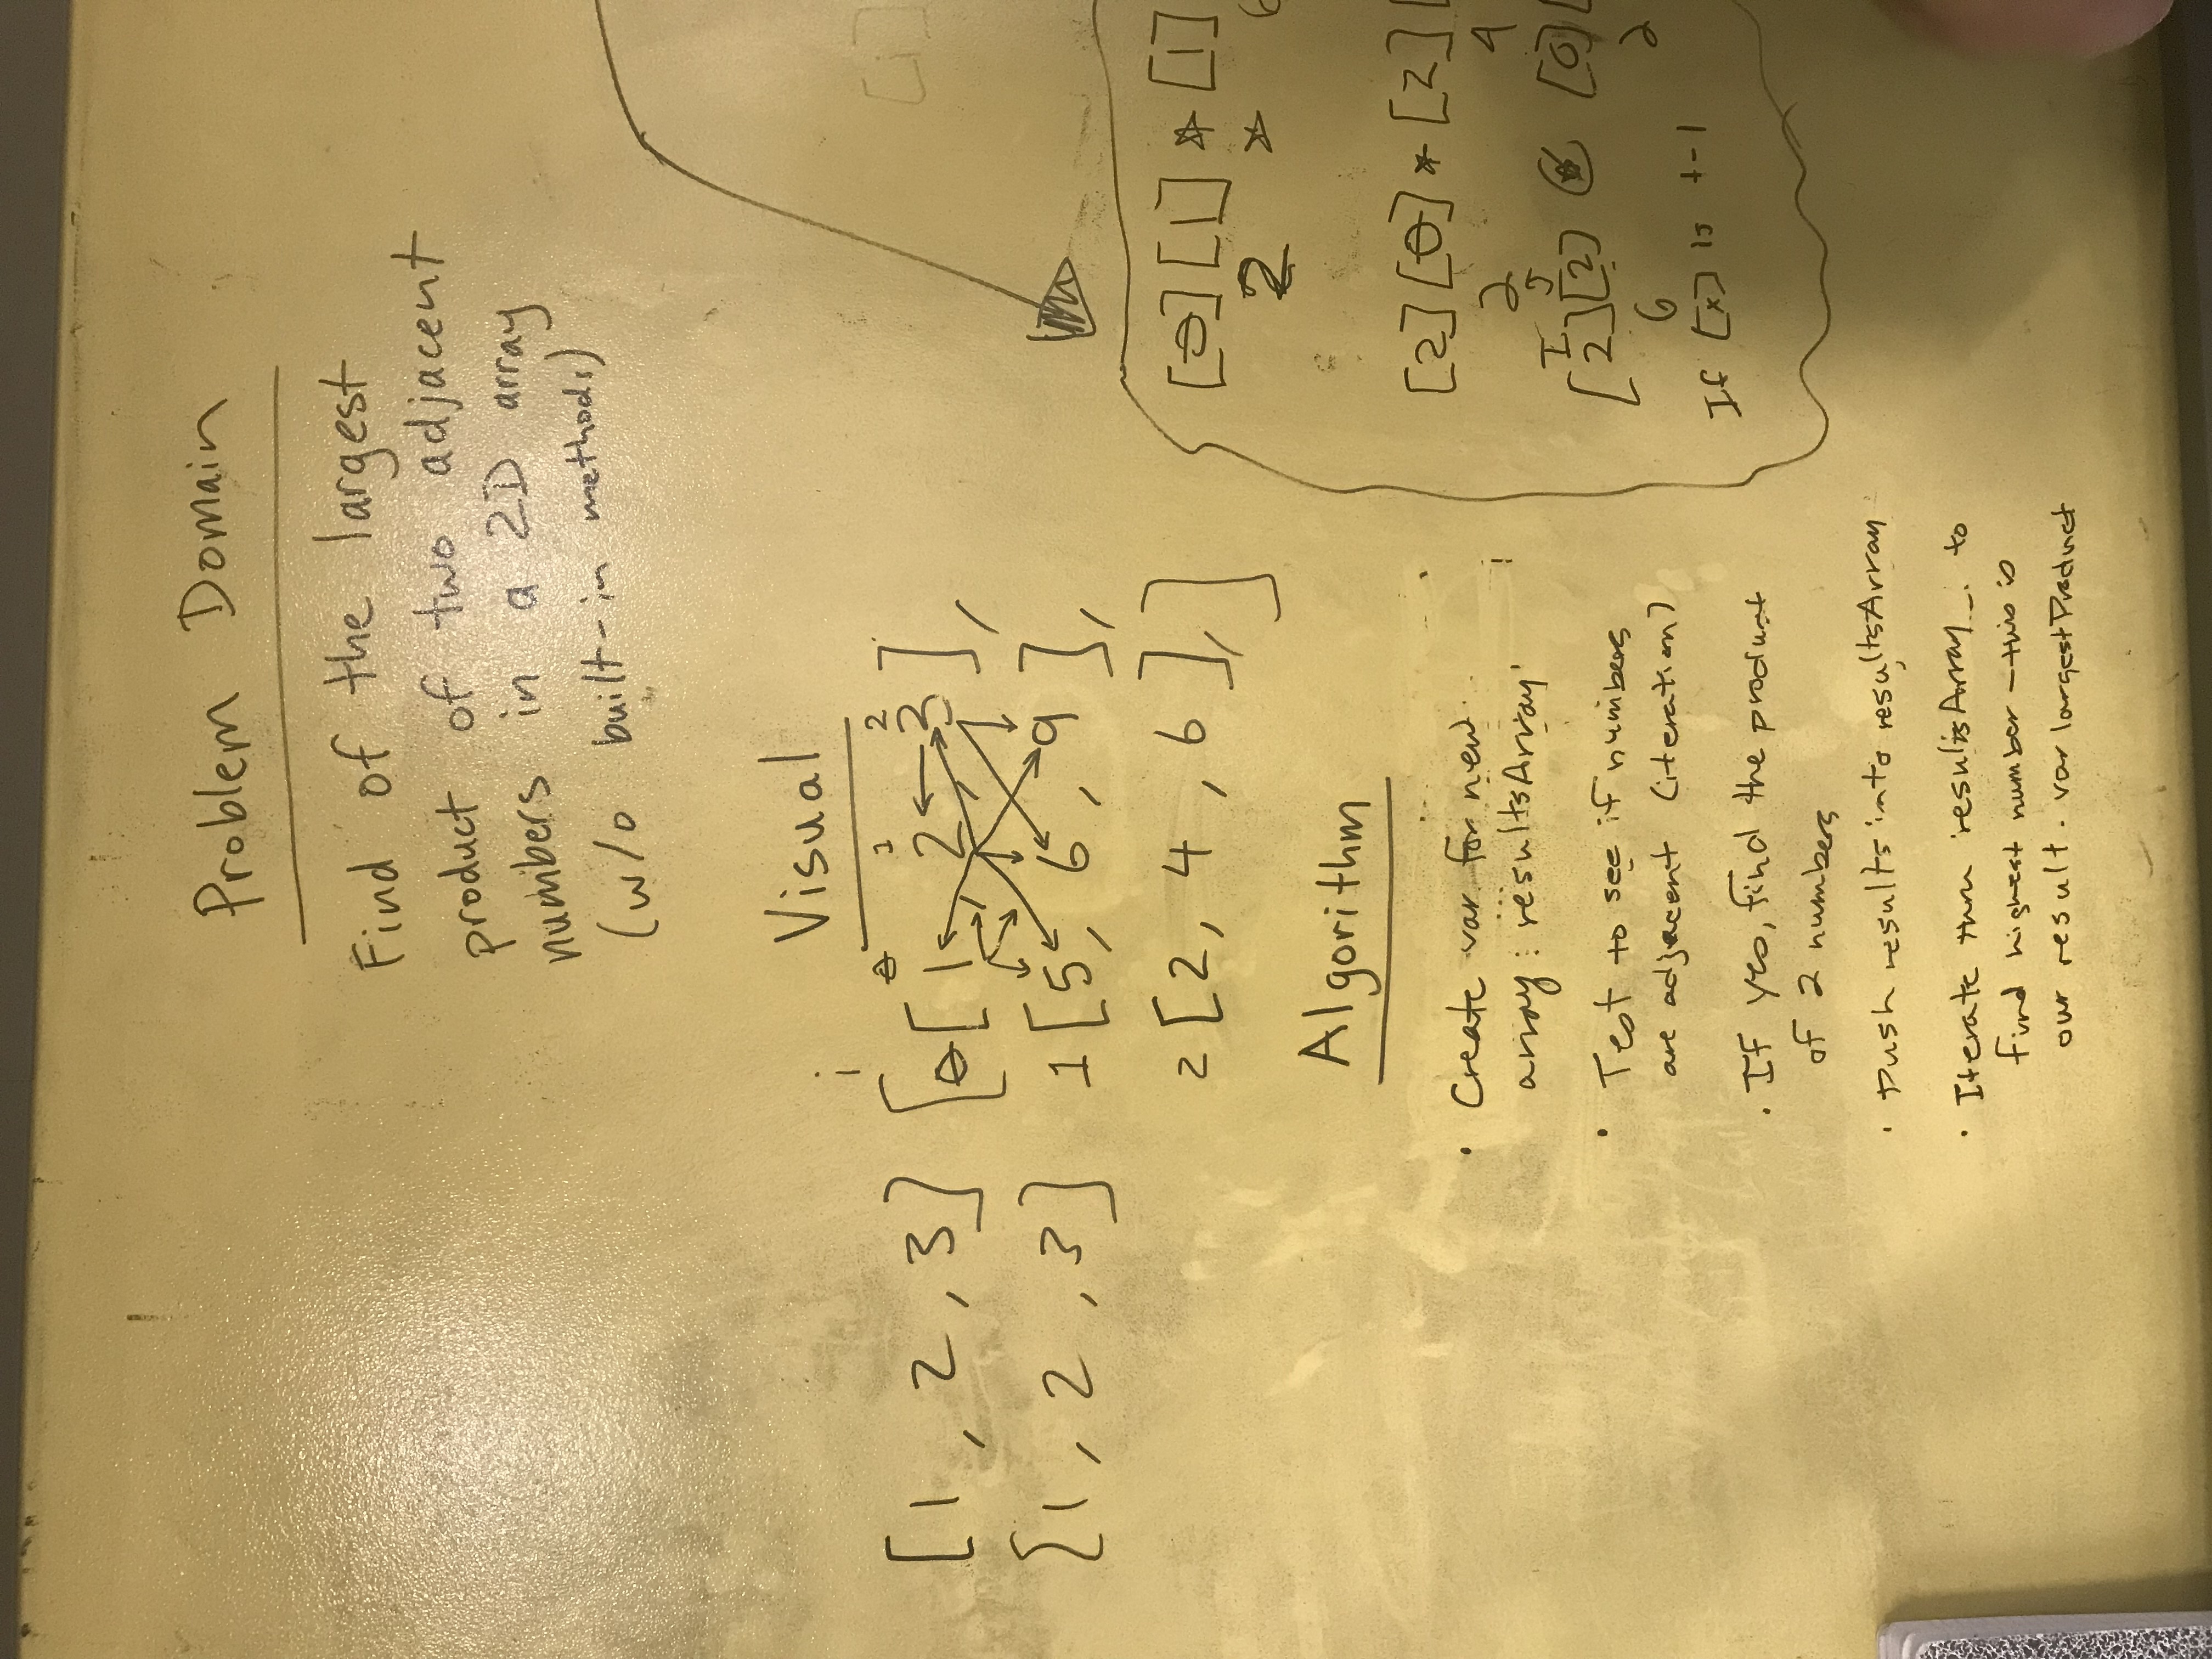 Problem Domain
Find of the largest
product of two adjacent
numbers in a 2D array
(w/o built-in methods)
Visual
i
0 1 2
[1, 2, 3] [0[1 2 3],
[1, 2, 3] 1[5, 6, 9],
2[2, 4, 6],]
Algorithm
• Create var for new
array: resultsArray
• Test to see if numbers
are adjacent (iteration)
• If yes, find the product
of 2 numbers
• Push results into resultsArray
• Iterate thru resultsArray to
find highest number – this is
our result. var largestProduct
[i]
[0][1] * [1]
2 * 6
[2][0] * [2][
2 4
I J
[2][2] * [0][
6 2
If [x] is +-1